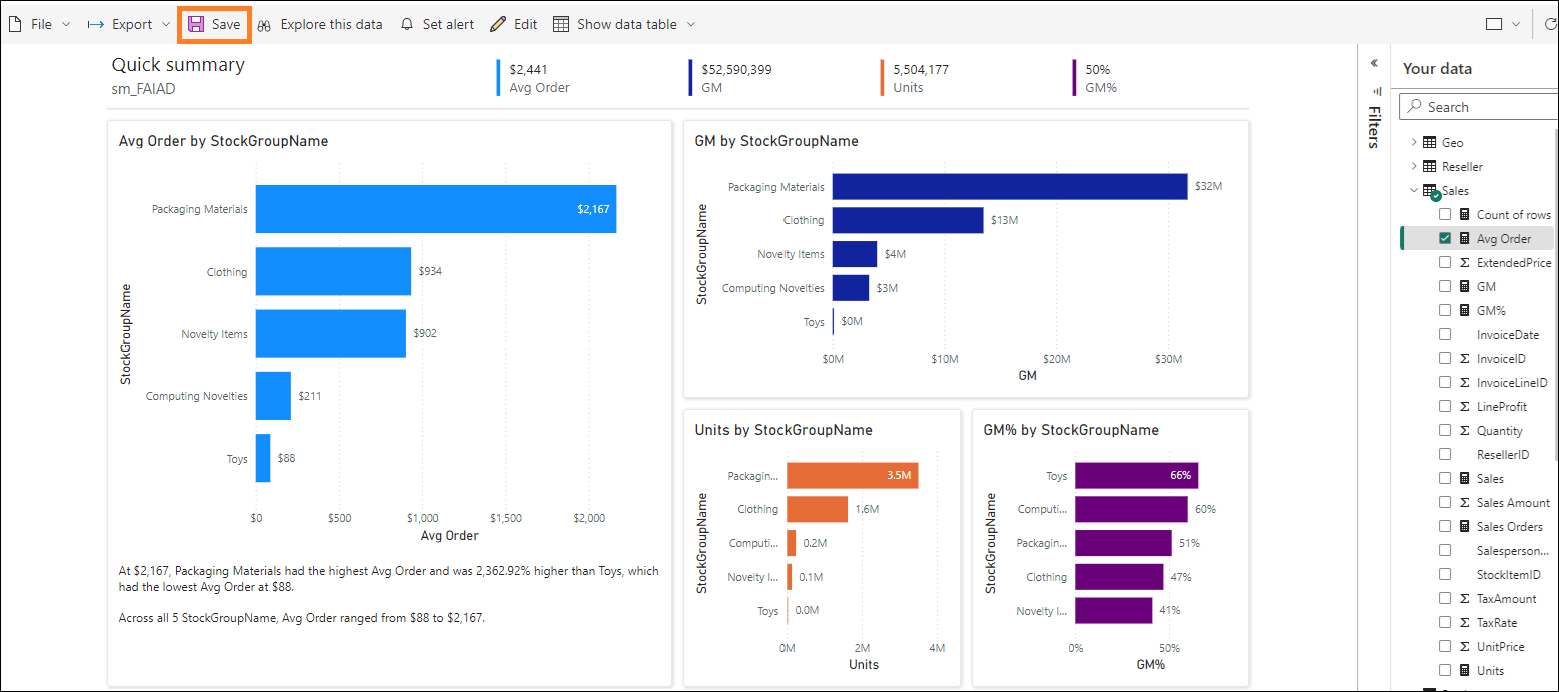 File
Export
Save
Explore this data
Set alert
Edit
Show data table
Quick summary
sm_FAIAD
$2,441
Avg Order
$52,590,399
GM
5,504,177
Units
50%
GM%
Avg Order by StockGroupName
StockGroupName
Packaging Materials
$2,167
Clothing
$934
Novelty Items
$902
Computing Novelties
$211
Toys
$88
$0 $500 $1,000 $1,500 $2,000
Avg Order
At $2,167, Packaging Materials had the highest Avg Order and was 2,362.92% higher than Toys, which
had the lowest Avg Order at $88.
Across all 5 StockGroupName, Avg Order ranged from $88 to $2,167.
GM by StockGroupName
StockGroupName
Packaging Materials
$32M
Clothing
$13M
Novelty Items
$4M
Computing Novelties
$3M
Toys
$0M
$0M $10M $20M $30M
GM
Units by StockGroupName
StockGroupName
Packagin...
3.5M
Clothing
1.6M
Computi...
0.2M
Novelty I...
0.1M
Toys
0.0M
0M 2M 4M
Units
GM% by StockGroupName
StockGroupName
Toys
66%
Computi...
60%
Packagin...
51%
Clothing
47%
Novelty I...
41%
0% 50%
GM%
Filters
Your data
Search
Geo
Reseller
Sales
Count of rows
Avg Order
ExtendedPrice
GM
GM%
InvoiceDate
InvoiceID
InvoiceLineID
LineProfit
Quantity
ResellerID
Sales
Sales Amount
Sales Orders
Salesperson...
StockItemID
TaxAmount
TaxRate
UnitPrice
Units